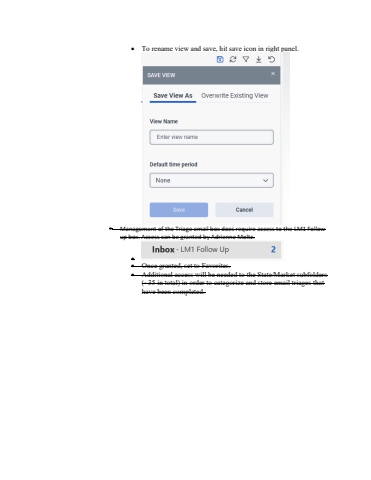 To rename view and save, hit save icon in right panel.
SAVE VIEW ×
Save View As Overwrite Existing View
View Name
Enter view name
Default time period
None
Save Cancel
Management of the Triage email box does require access to the LM1 Follow
up box. Access can be granted by Adrienne
Inbox - LM1 Follow Up 2
Once granted, set to Favorites.
Additional access will be needed to the State/Market subfolders
(~35 in total) in order to categorize and store email triages that
have been completed.